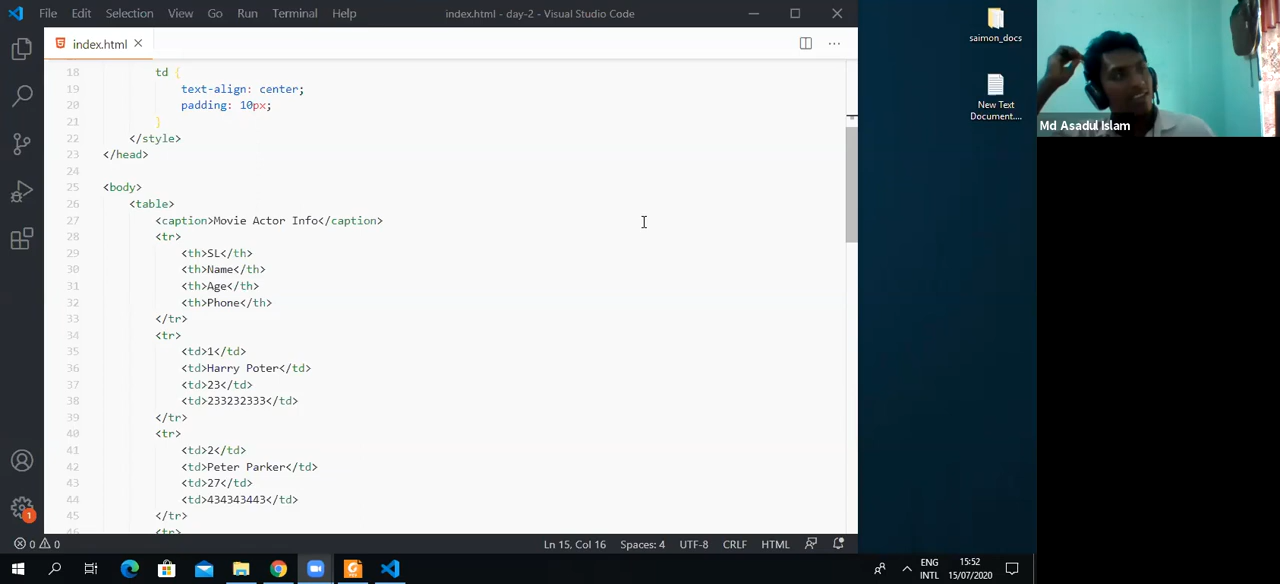 File Edit Selection View Go Run Terminal Help index.html - day-2 - Visual Studio Code
index.html
18 td {
19 text-align: center;
20 padding: 10px;
21 }
22 </style>
23 </head>
24
25 <body>
26 <table>
27 <caption>Movie Actor Info</caption>
28 <tr>
29 <th>SL</th>
30 <th>Name</th>
31 <th>Age</th>
32 <th>Phone</th>
33 </tr>
34 <tr>
35 <td>1</td>
36 <td>Harry Poter</td>
37 <td>23</td>
38 <td>233232333</td>
39 </tr>
40 <tr>
41 <td>2</td>
42 <td>Peter Parker</td>
43 <td>27</td>
44 <td>434343443</td>
45 </tr>
46 <tr>
1
0 0 Ln 15, Col 16 Spaces: 4 UTF-8 CRLF HTML
saimon_docs
New Text
Document....
Md Asadul Islam
ENG
INTL
15:52
15/07/2020